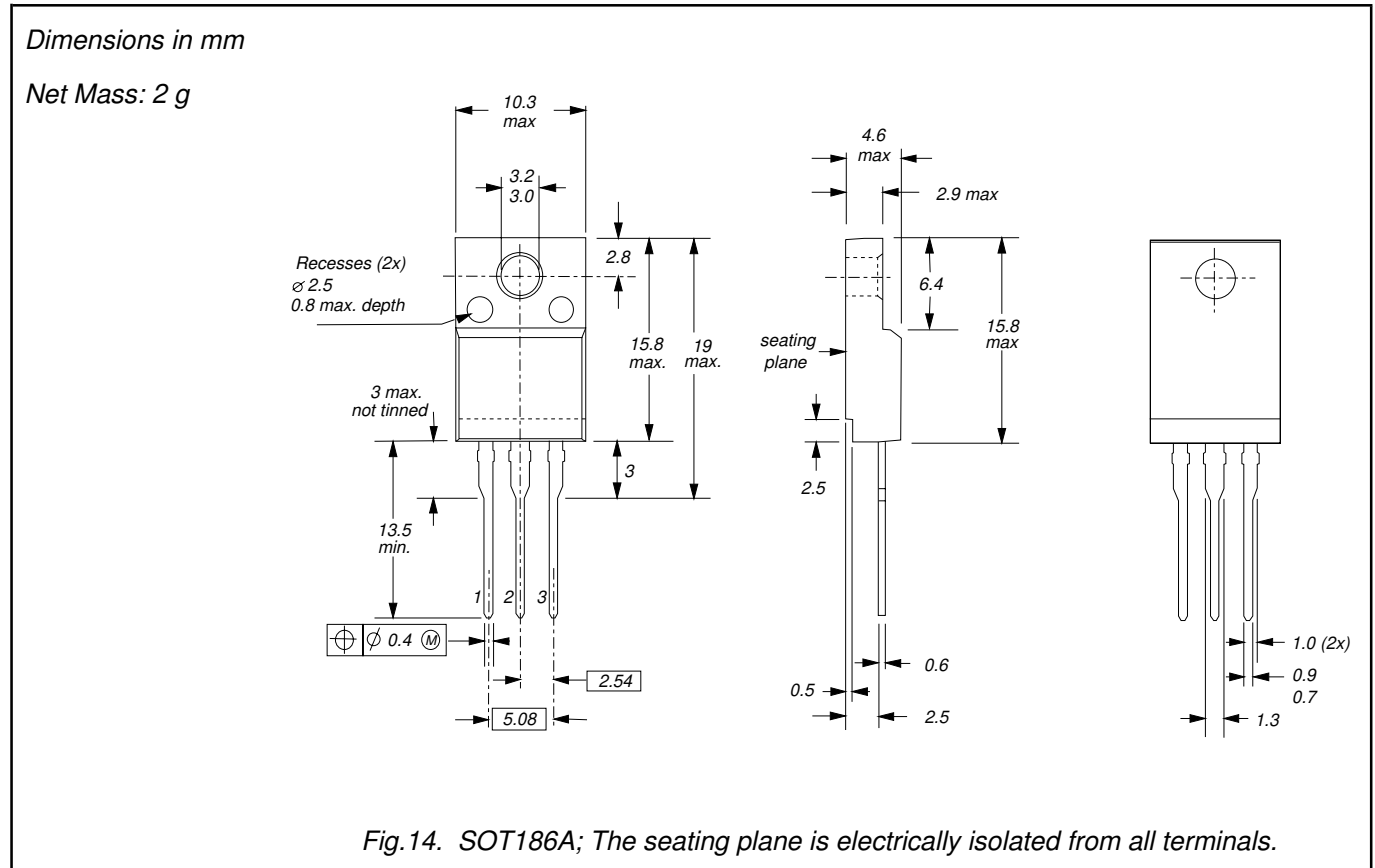 Dimensions in mm
Net Mass: 2 g
10.3
max
3.2
3.0
2.8
Recesses (2x)
⌀ 2.5
0.8 max. depth
15.8
max.
19
max.
3 max.
not tinned
3
13.5
min.
1 2 3
⌀ 0.4 Ⓜ
2.54
5.08
4.6
max
2.9 max
6.4
15.8
max
seating
plane
2.5
0.6
0.5
2.5
1.0 (2x)
0.9
0.7
1.3
Fig.14. SOT186A; The seating plane is electrically isolated from all terminals.